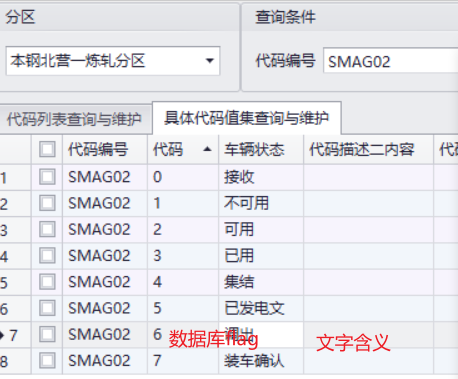 分区
查询条件
本钢北营一炼轧分区
代码编号 SMAG02
代码列表查询与维护 具体代码值集查询与维护
代码编号 代码 车辆状态 代码描述二内容
1 SMAG02 0 接收
2 SMAG02 1 不可用
3 SMAG02 2 可用
4 SMAG02 3 已用
5 SMAG02 4 集结
6 SMAG02 5 已发电文
7 SMAG02 6 调出
数据库flag 文字含义
8 SMAG02 7 装车确认